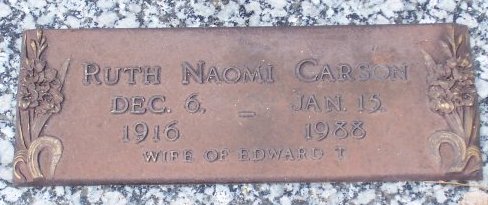 RUTH NAOMI CARSON
DEC. 6, — JAN. 15
1916 1988
WIFE OF EDWARD T